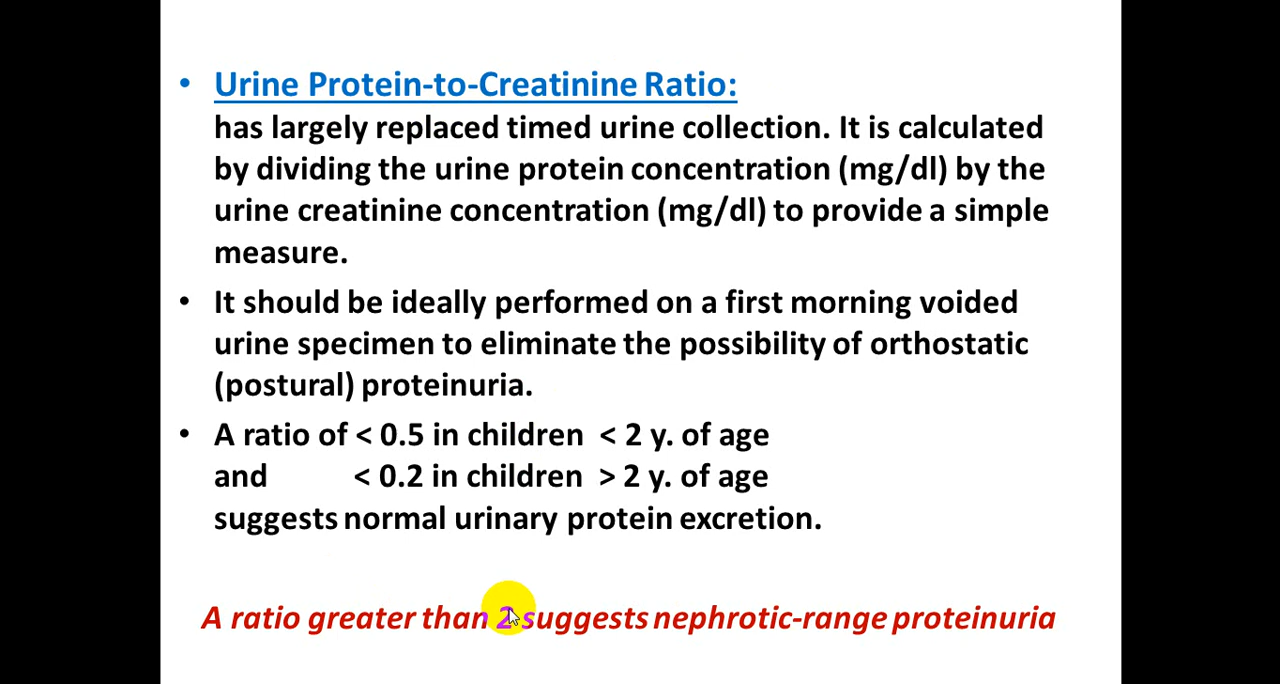 • Urine Protein-to-Creatinine Ratio:
has largely replaced timed urine collection. It is calculated
by dividing the urine protein concentration (mg/dl) by the
urine creatinine concentration (mg/dl) to provide a simple
measure.
• It should be ideally performed on a first morning voided
urine specimen to eliminate the possibility of orthostatic
(postural) proteinuria.
• A ratio of < 0.5 in children < 2 y. of age
and < 0.2 in children > 2 y. of age
suggests normal urinary protein excretion.
A ratio greater than 2 suggests nephrotic-range proteinuria